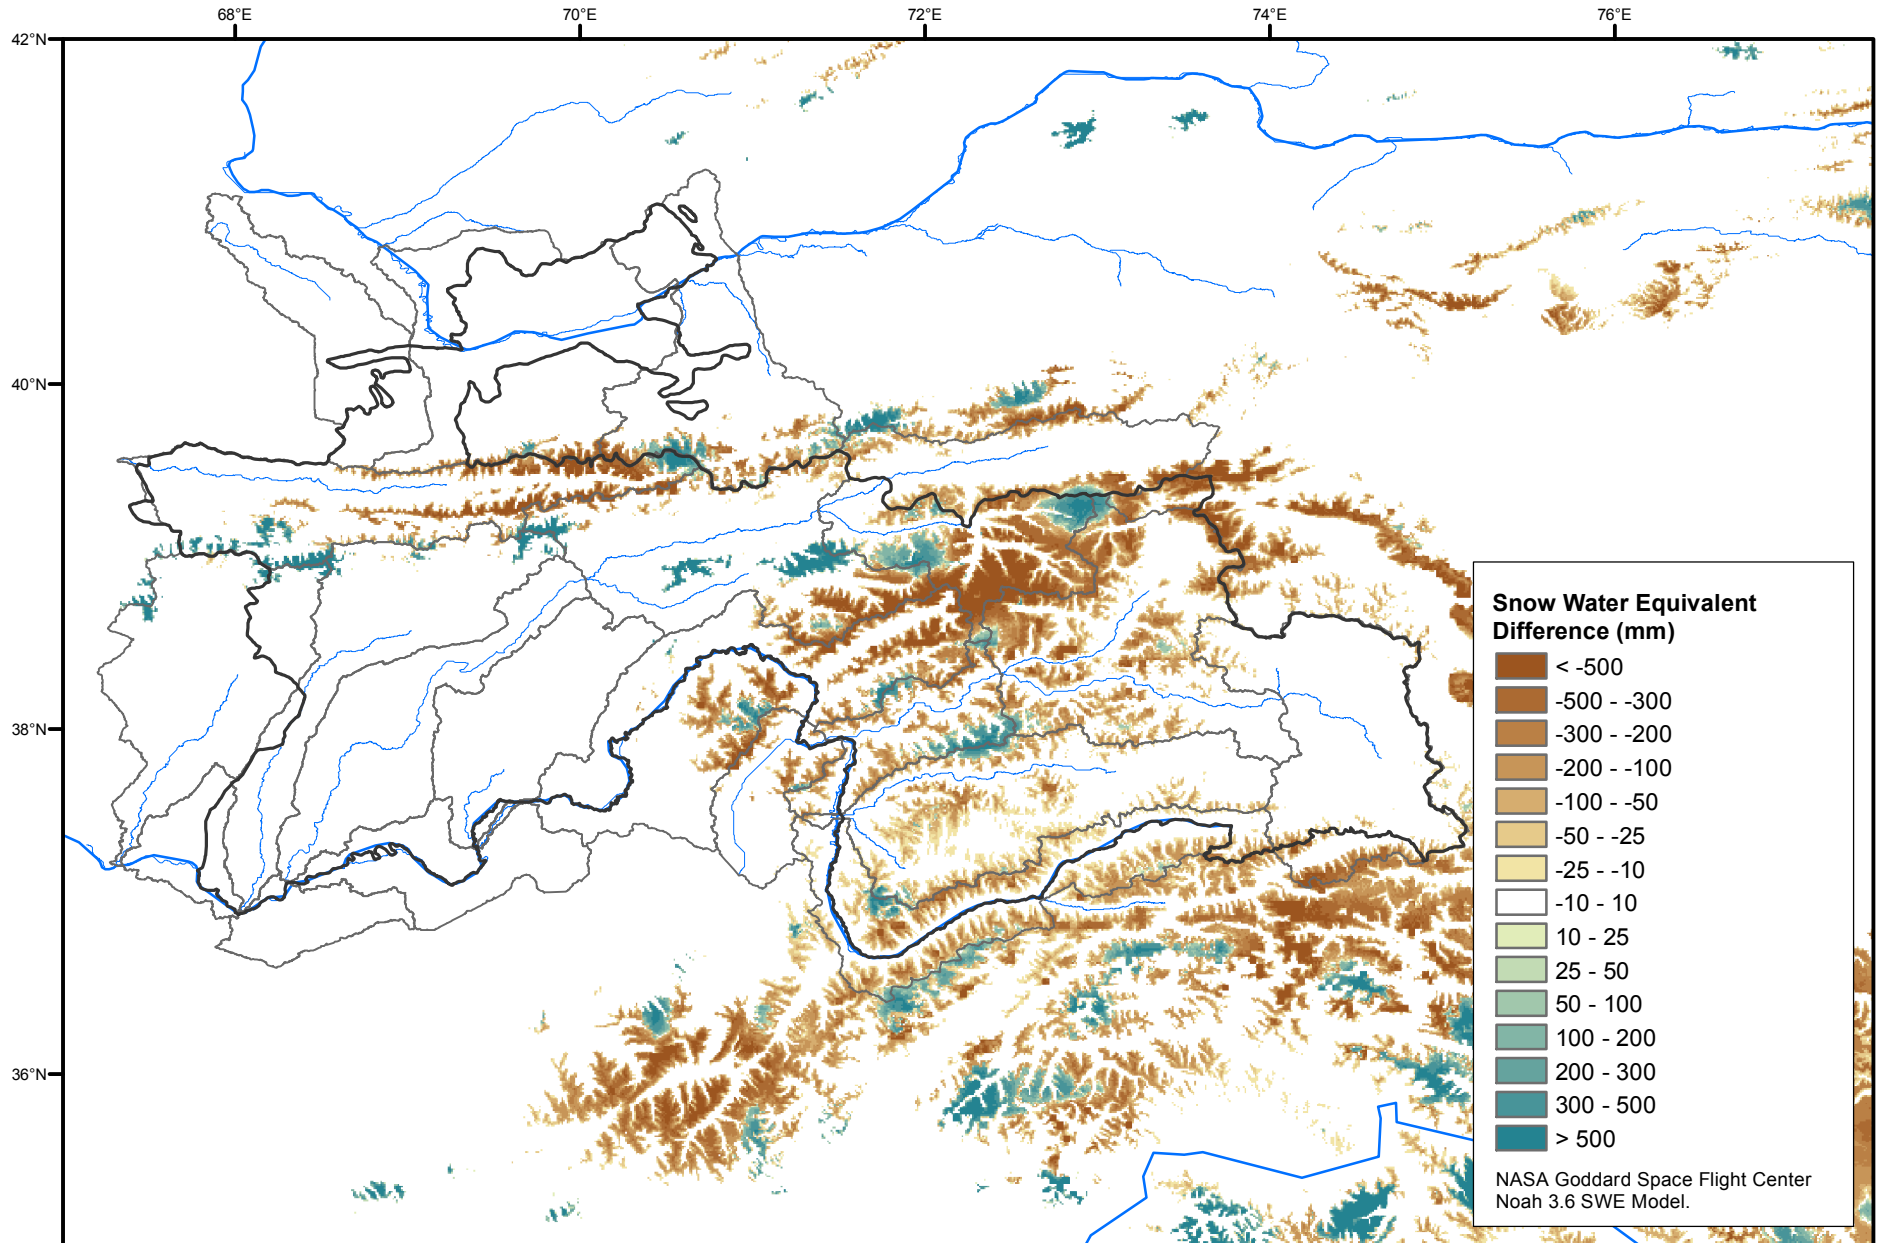 68°E
70°E
72°E
74°E
76°E
42°N
40°N
38°N
36°N
Snow Water Equivalent
Difference (mm)
< -500
-500 - -300
-300 - -200
-200 - -100
-100 - -50
-50 - -25
-25 - -10
-10 - 10
10 - 25
25 - 50
50 - 100
100 - 200
200 - 300
300 - 500
> 500
NASA Goddard Space Flight Center
Noah 3.6 SWE Model.